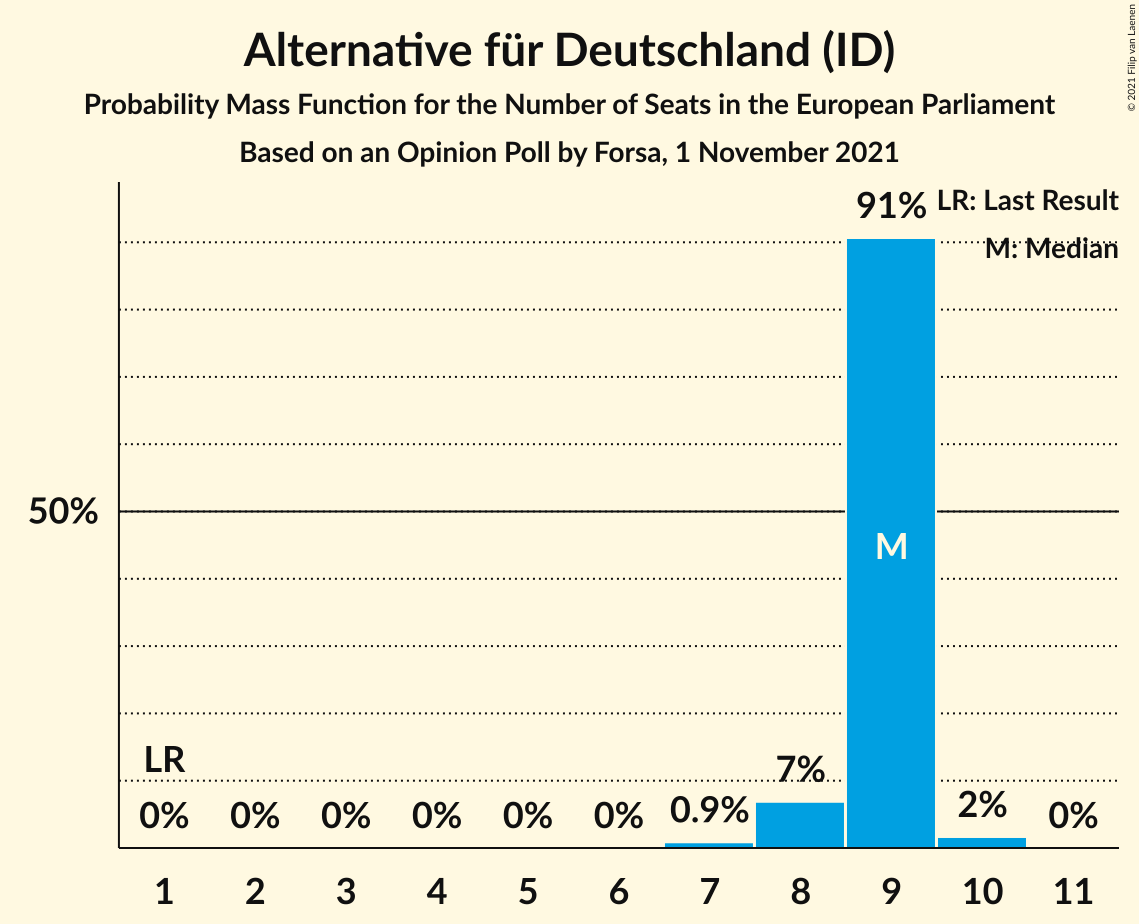 Alternative für Deutschland (ID)
Probability Mass Function for the Number of Seats in the European Parliament
Based on an Opinion Poll by Forsa, 1 November 2021
© 2021 Filip van Laenen
91%
LR: Last Result
M: Median
50%
M
LR
7%
0% 0% 0% 0% 0% 0% 0.9% 2% 0%
1 2 3 4 5 6 7 8 9 10 11